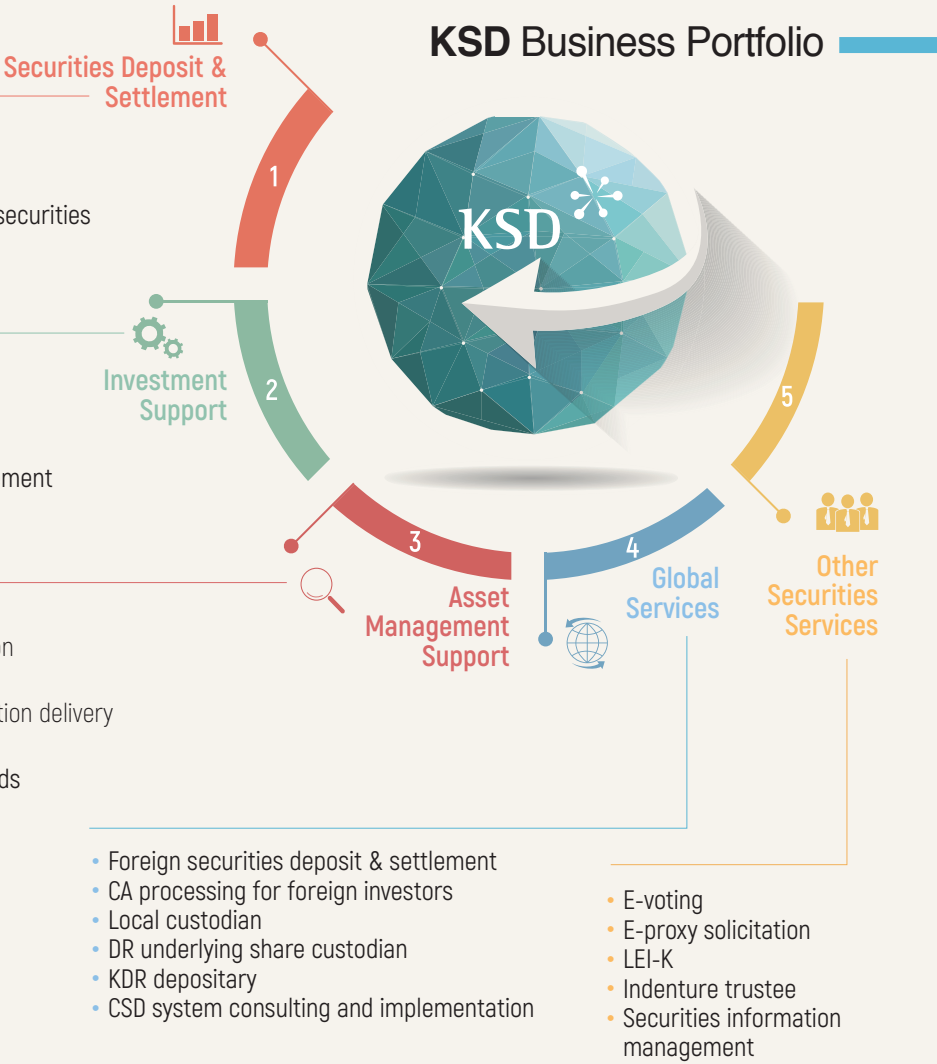 KSD Business Portfolio
Securities Deposit &
Settlement
1
KSD
securities
2
Investment
Support
5
ment
3
4
Asset
Management
Support
Global
Services
Other
Securities
Services
on
tion delivery
ds
• Foreign securities deposit & settlement
• CA processing for foreign investors
• Local custodian
• DR underlying share custodian
• KDR depositary
• CSD system consulting and implementation
• E-voting
• E-proxy solicitation
• LEI-K
• Indenture trustee
• Securities information
management